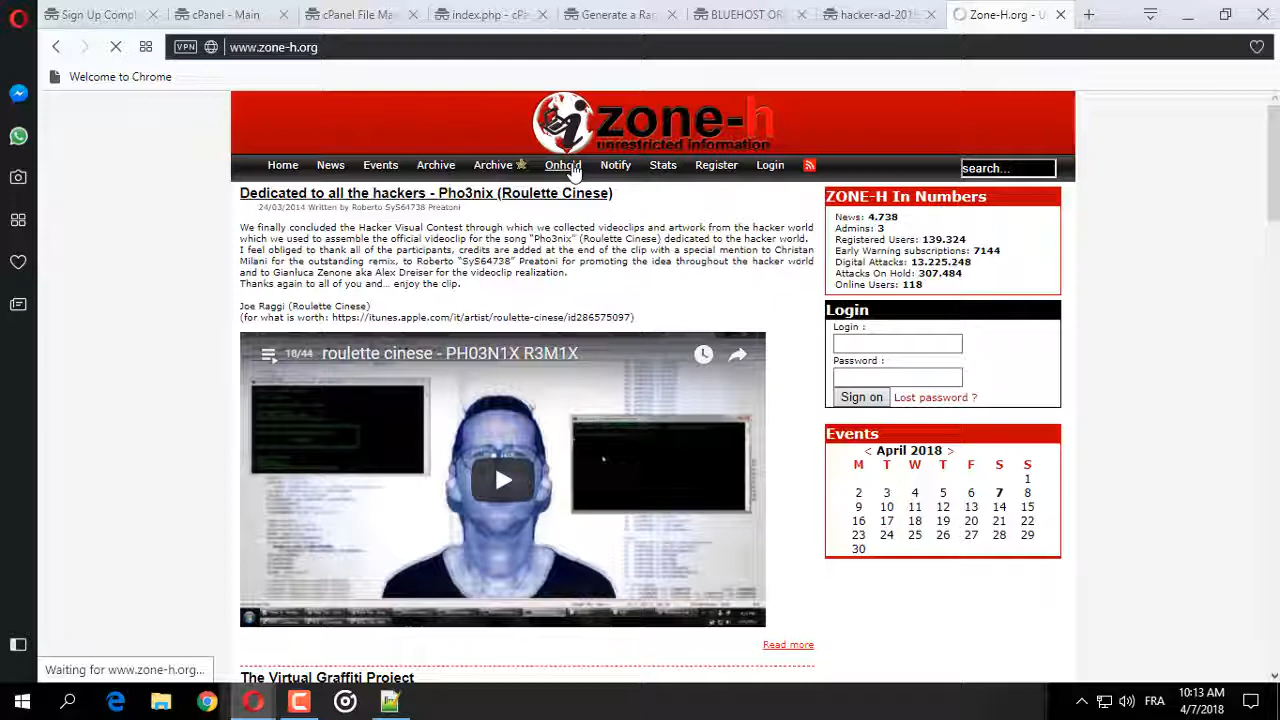 Sign Up Compl
cPanel - Main
cPanel File Ma
index.php - cPa
Generate a Ra
BLUEHOST OR
hacker-ad-201
Zone-H.org - U
VPN
www.zone-h.org
Welcome to Chrome
zone-h
unrestricted information
Home
News
Events
Archive
Archive
Onhold
Notify
Stats
Register
Login
search...
Dedicated to all the hackers - Pho3nix (Roulette Cinese)
24/03/2014 Written by Roberto SyS64738 Preatoni
We finally concluded the Hacker Visual Contest through which we collected videoclips and artwork from the hacker world
which we used to assemble the official videoclip for the song "Pho3nix" (Roulette Cinese) dedicated to the hacker world.
I feel obliged to thank all of the participants, credits are added at the end of the clip with a special mention to Christan
Milani for the outstanding remix, to Roberto "SyS64738" Preatoni for promoting the idea throughout the hacker world
and to Gianluca Zenone aka Alex Dreiser for the videoclip realization.
Thanks again to all of you and... enjoy the clip.
Joe Raggi (Roulette Cinese)
(for what is worth: https://itunes.apple.com/it/artist/roulette-cinese/id286575097)
16/44
roulette cinese - PH03N1X R3M1X
Read more
The Virtual Graffiti Project
ZONE-H In Numbers
News: 4.738
Admins: 3
Registered Users: 139.324
Early Warning subscriptions: 7144
Digital Attacks: 13.225.248
Attacks On Hold: 307.484
Online Users: 118
Login
Login :
Password :
Sign on
Lost password ?
Events
< April 2018 >
M T W T F S S
1
2 3 4 5 6 7 8
9 10 11 12 13 14 15
16 17 18 19 20 21 22
23 24 25 26 27 28 29
30
Waiting for www.zone-h.org...
FRA
10:13 AM
4/7/2018